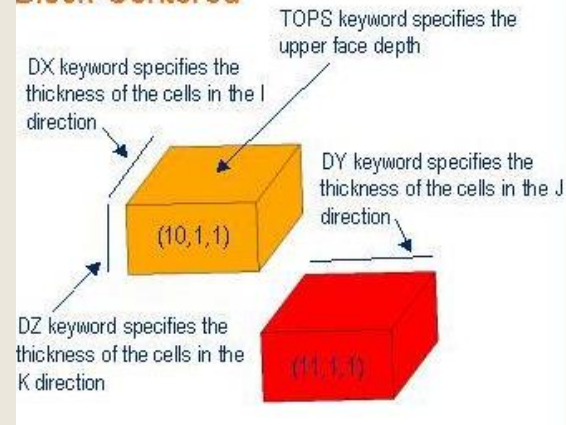 TOPS keyword specifies the
upper face depth
DX keyword specifies the
thickness of the cells in the I
direction
DY keyword specifies the
thickness of the cells in the J
direction
(10,1,1)
DZ keyword specifies the
thickness of the cells in the
K direction
(11,1,1)